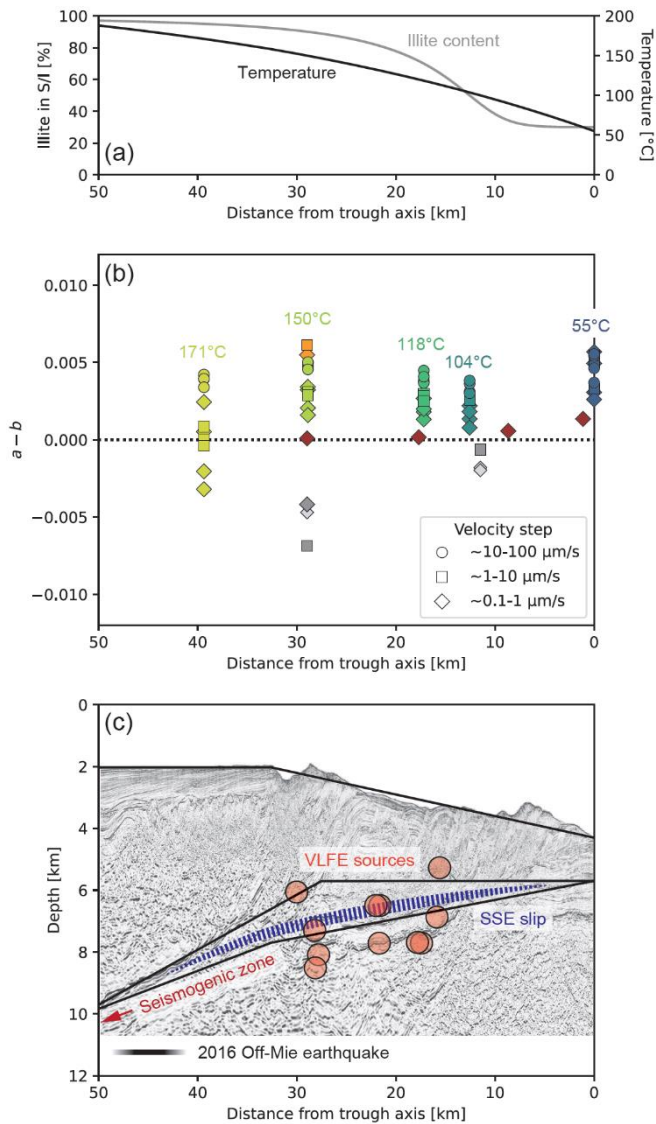 (a)
Illite in S/I [%]
100
80
60
40
20
0
Illite content
Temperature
200
150
100
50
0
Temperature [°C]
50
40
30
20
10
0
Distance from trough axis [km]
(b)
a − b
0.010
0.005
0.000
−0.005
−0.010
171°C
150°C
118°C
104°C
55°C
Velocity step
~10-100 μm/s
~1-10 μm/s
~0.1-1 μm/s
50
40
30
20
10
0
Distance from trough axis [km]
(c)
Depth [km]
0
2
4
6
8
10
12
VLFE sources
SSE slip
Seismogenic zone
2016 Off-Mie earthquake
50
40
30
20
10
0
Distance from trough axis [km]